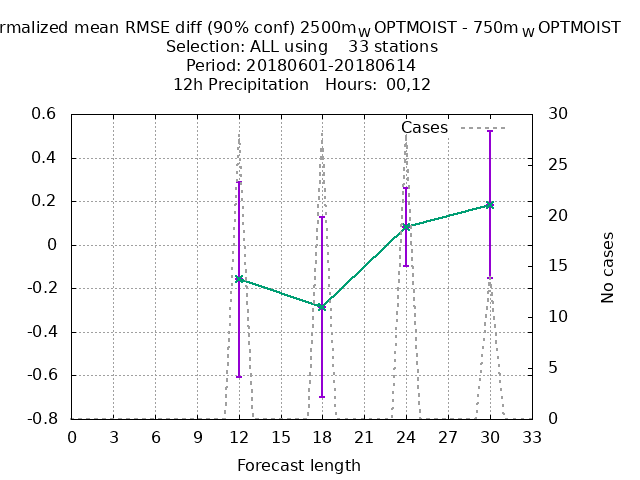 rmalized mean RMSE diff (90% conf) 2500m W OPTMOIST - 750m W OPTMOIST
Selection: ALL using 33 stations
Period: 20180601-20180614
12h Precipitation Hours: 00,12
Cases
0.6
0.4
0.2
0
-0.2
-0.4
-0.6
-0.8
30
25
20
15
10
5
0
No cases
0 3 6 9 12 15 18 21 24 27 30 33
Forecast length